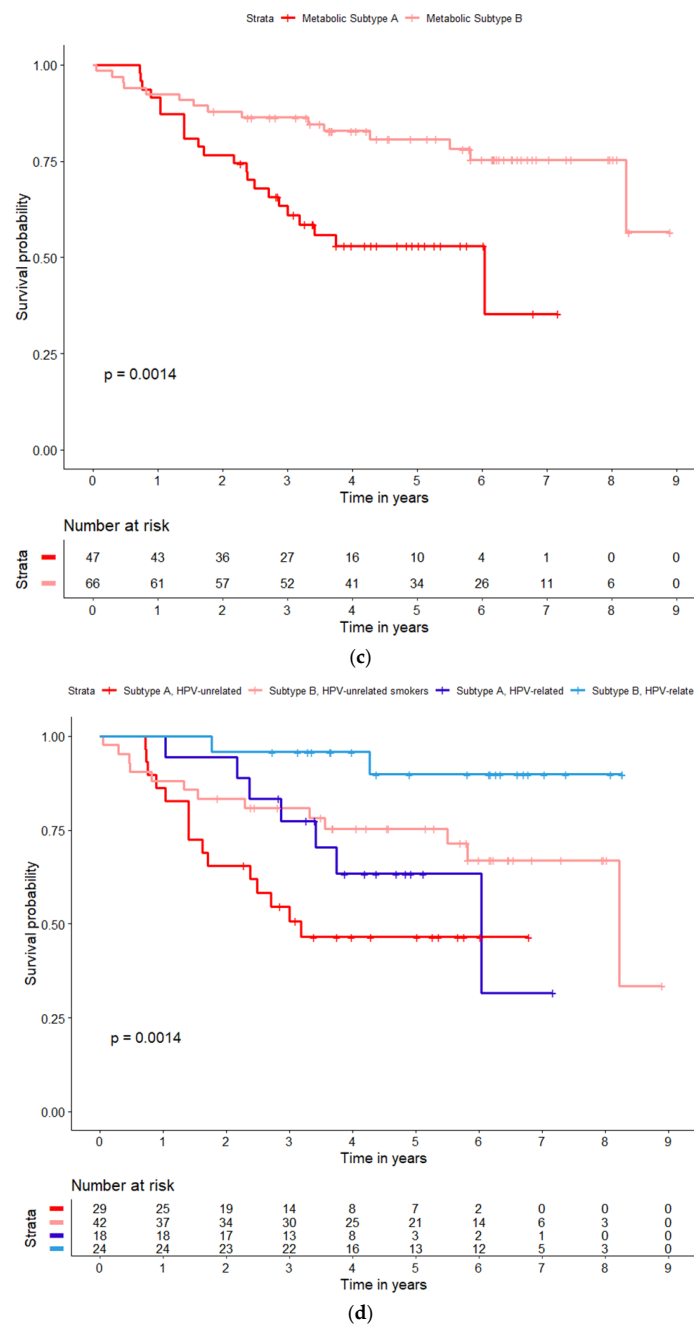 Strata Metabolic Subtype A Metabolic Subtype B
1.00
0.75
0.50
0.25
0.00
Survival probability
p = 0.0014
0 1 2 3 4 5 6 7 8 9
Time in years
Number at risk
Strata
47 43 36 27 16 10 4 1 0 0
66 61 57 52 41 34 26 11 6 0
0 1 2 3 4 5 6 7 8 9
Time in years
(c)
Strata Subtype A, HPV-unrelated Subtype B, HPV-unrelated smokers Subtype A, HPV-related Subtype B, HPV-relate
1.00
0.75
0.50
0.25
0.00
Survival probability
p = 0.0014
0 1 2 3 4 5 6 7 8 9
Time in years
Number at risk
Strata
29 25 19 14 8 7 2 0 0 0
42 37 34 30 25 21 14 6 3 0
18 18 17 13 8 3 2 1 0 0
24 24 23 22 16 13 12 5 3 0
0 1 2 3 4 5 6 7 8 9
Time in years
(d)